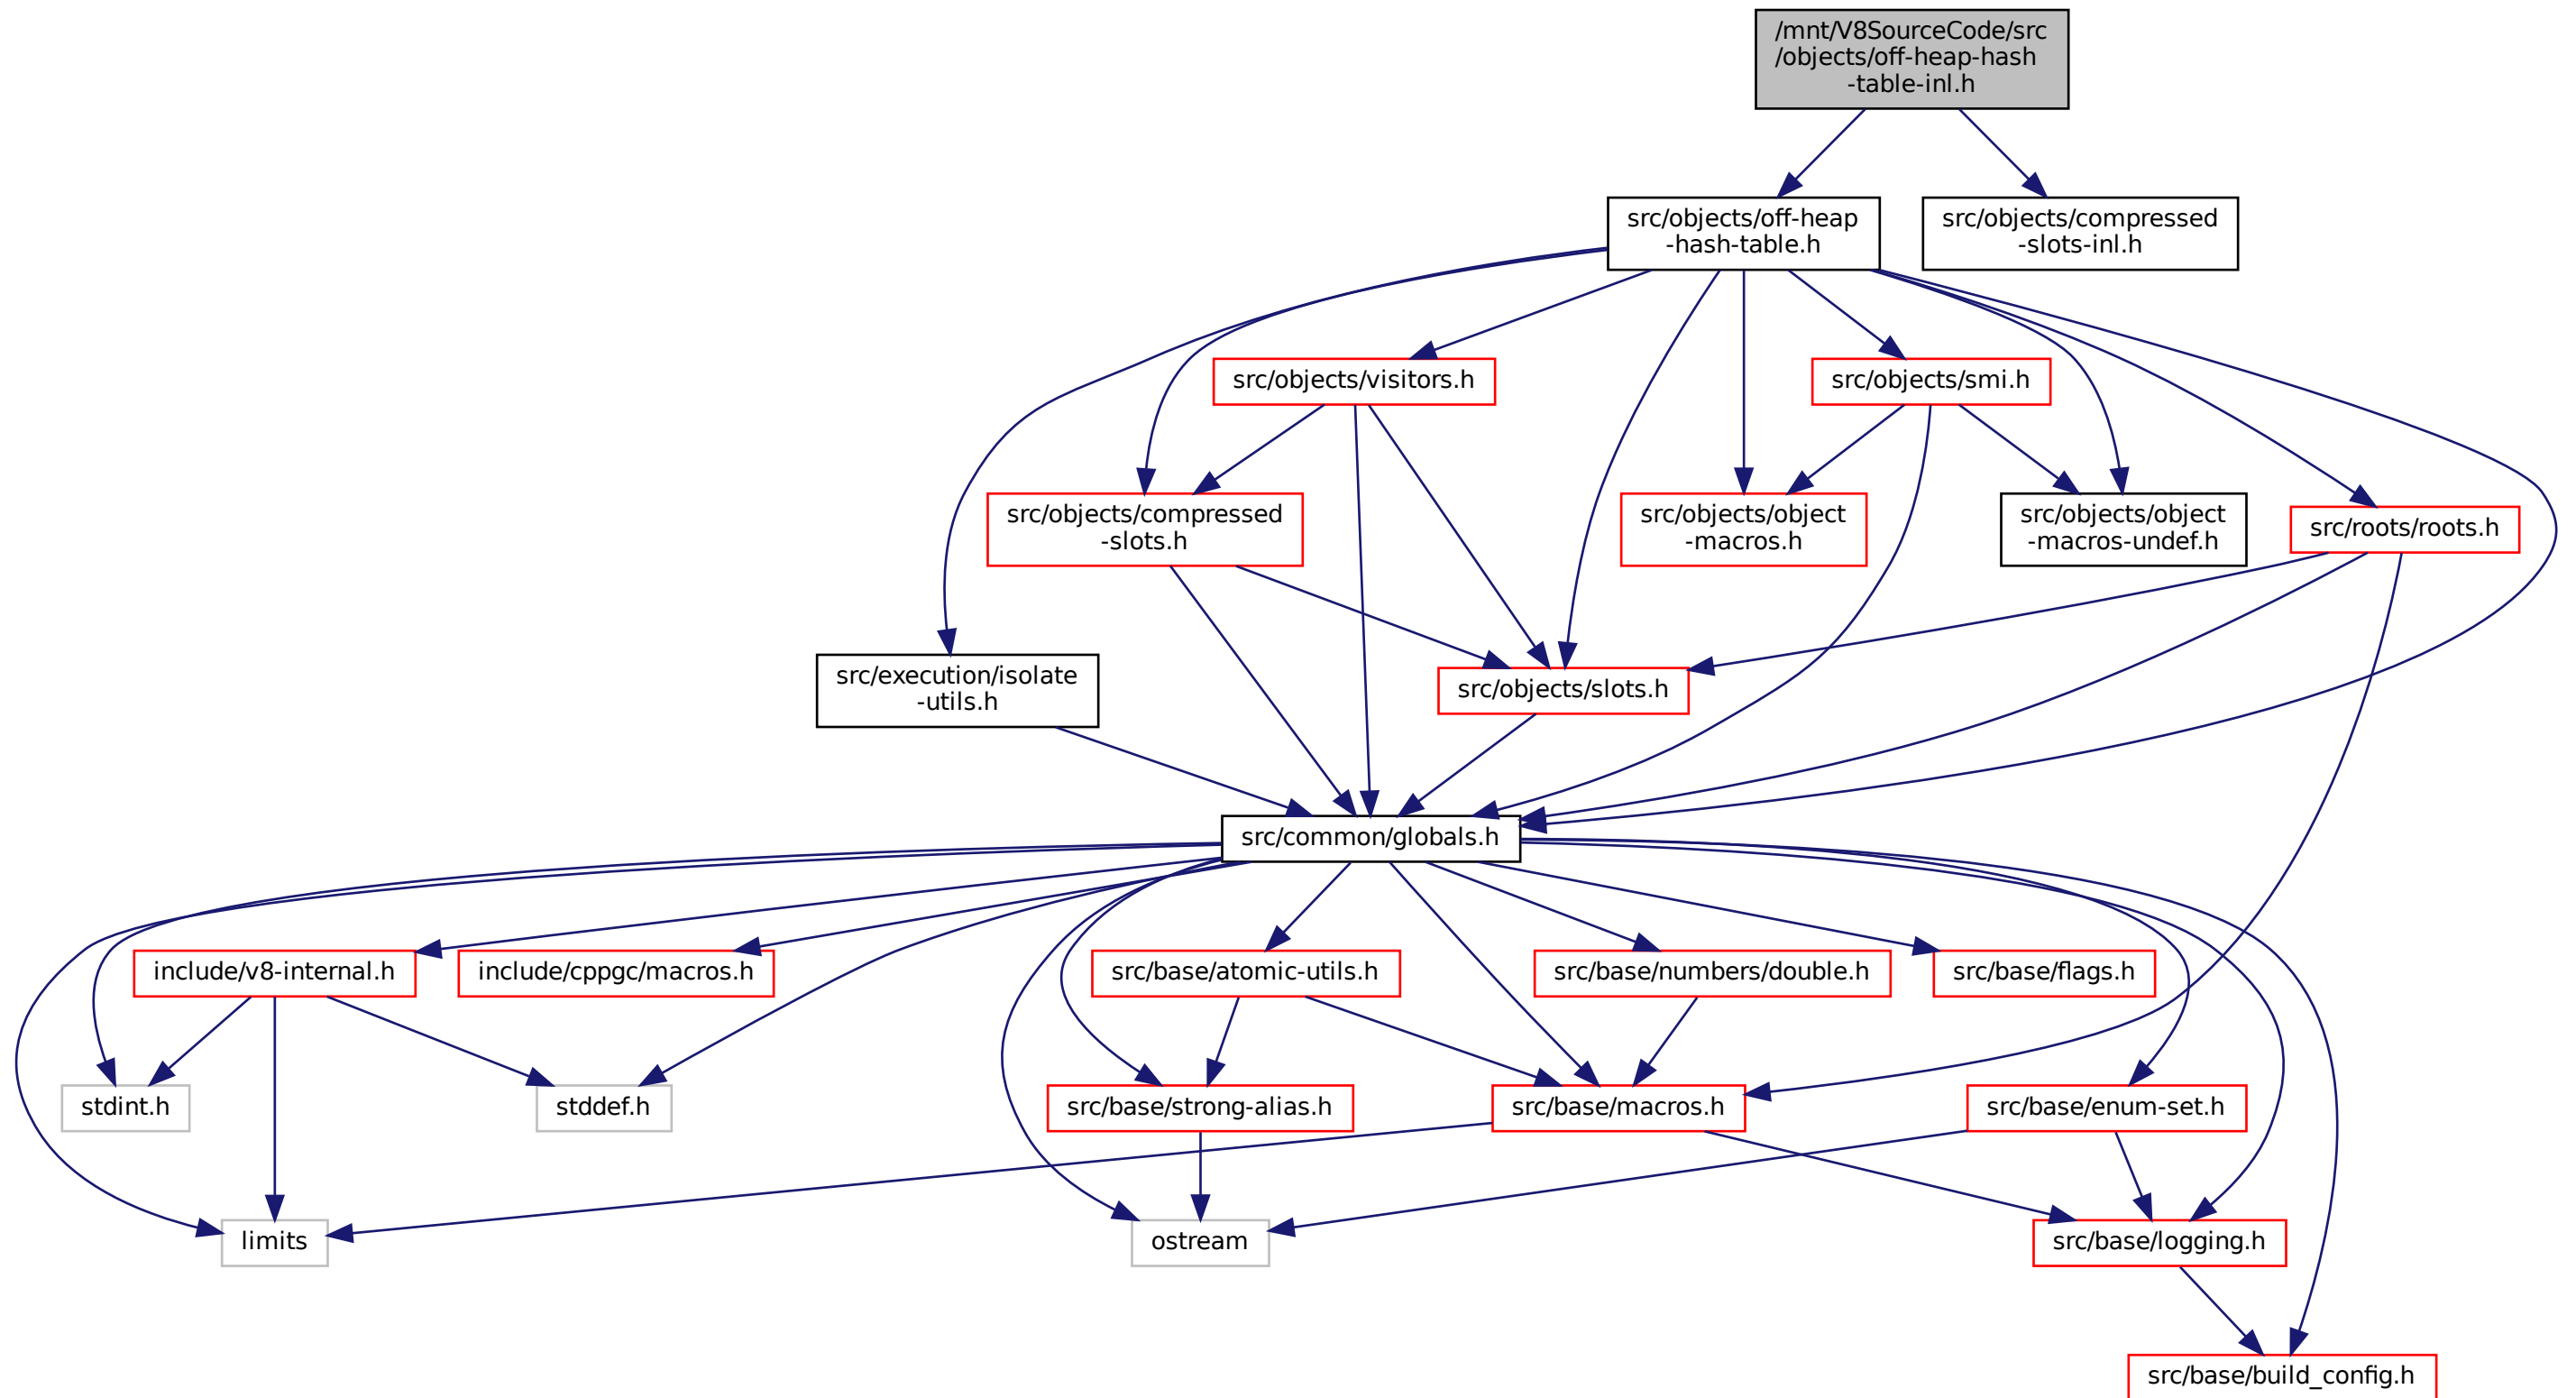 /mnt/V8SourceCode/src
/objects/off-heap-hash
-table-inl.h
src/objects/off-heap
-hash-table.h
src/objects/compressed
-slots-inl.h
src/objects/visitors.h
src/objects/smi.h
src/objects/compressed
-slots.h
src/objects/object
-macros.h
src/objects/object
-macros-undef.h
src/roots/roots.h
src/execution/isolate
-utils.h
src/objects/slots.h
src/common/globals.h
include/v8-internal.h
include/cppgc/macros.h
src/base/atomic-utils.h
src/base/numbers/double.h
src/base/flags.h
stdint.h
stddef.h
src/base/strong-alias.h
src/base/macros.h
src/base/enum-set.h
limits
ostream
src/base/logging.h
src/base/build_config.h